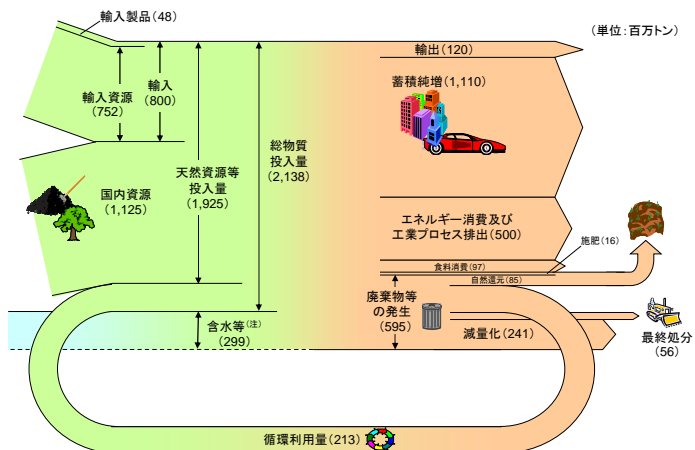 輸入製品(48)
(単位:百万トン)
輸出(120)
蓄積純増(1,110)
輸入
(800)
輸入資源
(752)
総物質
投入量
(2,138)
天然資源等
投入量
(1,925)
国内資源
(1,125)
エネルギー消費及び
工業プロセス排出(500)
施肥(16)
食料消費(97)
自然還元(85)
廃棄物等
の発生
(595)
含水等(注)
(299)
減量化(241)
最終処分
(56)
循環利用量(213)